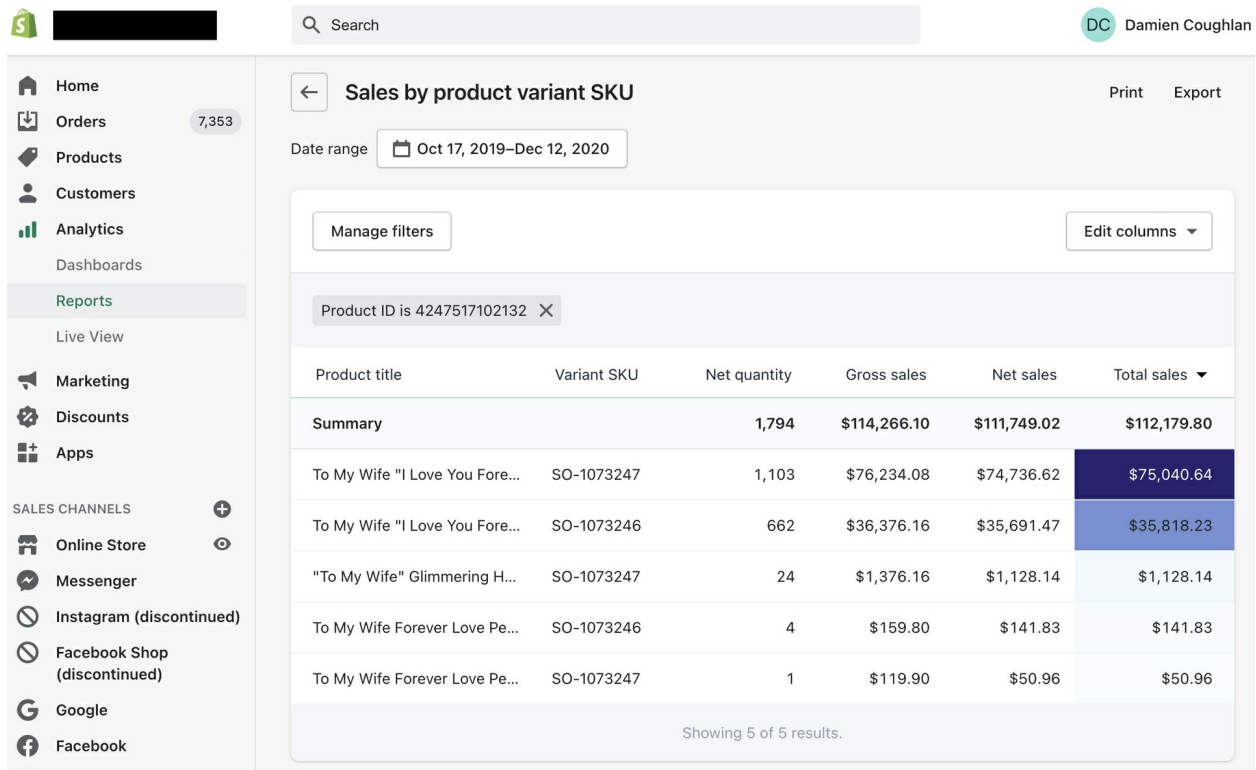 Search
DC Damien Coughlan
Home
Orders 7,353
Products
Customers
Analytics
Dashboards
Reports
Live View
Marketing
Discounts
Apps
SALES CHANNELS
Online Store
Messenger
Instagram (discontinued)
Facebook Shop
(discontinued)
Google
Facebook
Sales by product variant SKU
Print Export
Date range Oct 17, 2019–Dec 12, 2020
Manage filters Edit columns
Product ID is 4247517102132
Product title Variant SKU Net quantity Gross sales Net sales Total sales
Summary 1,794 $114,266.10 $111,749.02 $112,179.80
To My Wife "I Love You Fore... SO-1073247 1,103 $76,234.08 $74,736.62 $75,040.64
To My Wife "I Love You Fore... SO-1073246 662 $36,376.16 $35,691.47 $35,818.23
"To My Wife" Glimmering H... SO-1073247 24 $1,376.16 $1,128.14 $1,128.14
To My Wife Forever Love Pe... SO-1073246 4 $159.80 $141.83 $141.83
To My Wife Forever Love Pe... SO-1073247 1 $119.90 $50.96 $50.96
Showing 5 of 5 results.